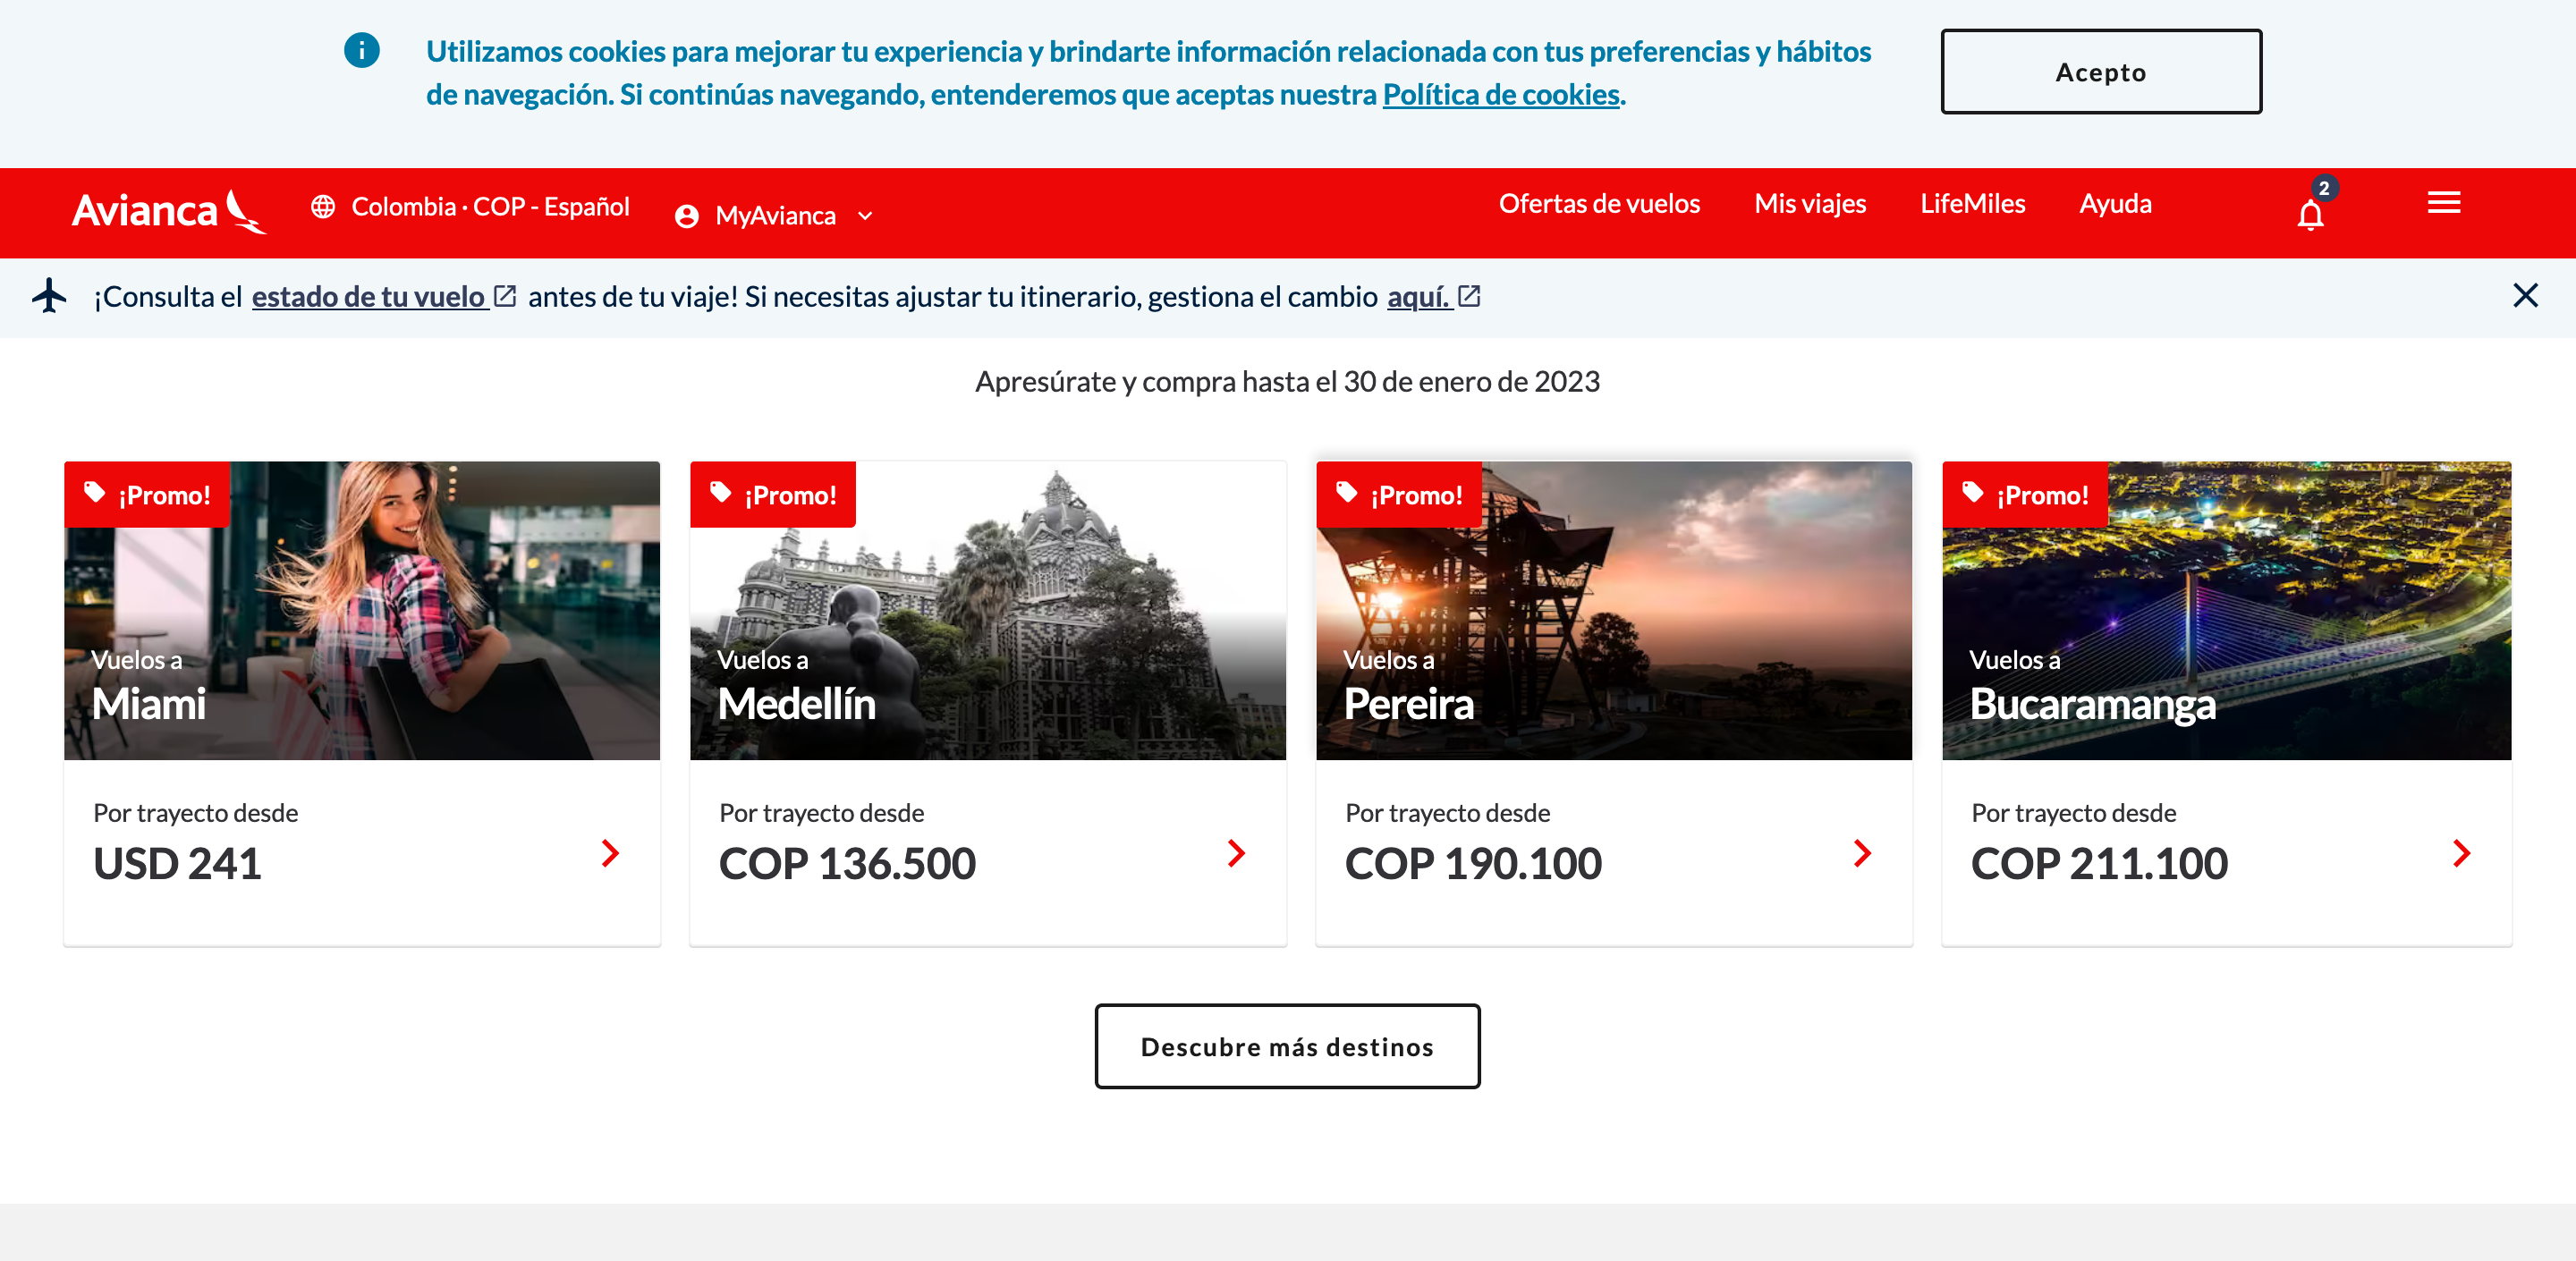 Utilizamos cookies para mejorar tu experiencia y brindarte información relacionada con tus preferencias y hábitos
de navegación. Si continúas navegando, entenderemos que aceptas nuestra Política de cookies.
Acepto
Avianca
Colombia · COP - Español
MyAvianca
Ofertas de vuelos
Mis viajes
LifeMiles
Ayuda
2
¡Consulta el estado de tu vuelo antes de tu viaje! Si necesitas ajustar tu itinerario, gestiona el cambio aquí.
Apresúrate y compra hasta el 30 de enero de 2023
¡Promo!
Vuelos a
Miami
Por trayecto desde
USD 241
¡Promo!
Vuelos a
Medellín
Por trayecto desde
COP 136.500
¡Promo!
Vuelos a
Pereira
Por trayecto desde
COP 190.100
¡Promo!
Vuelos a
Bucaramanga
Por trayecto desde
COP 211.100
Descubre más destinos